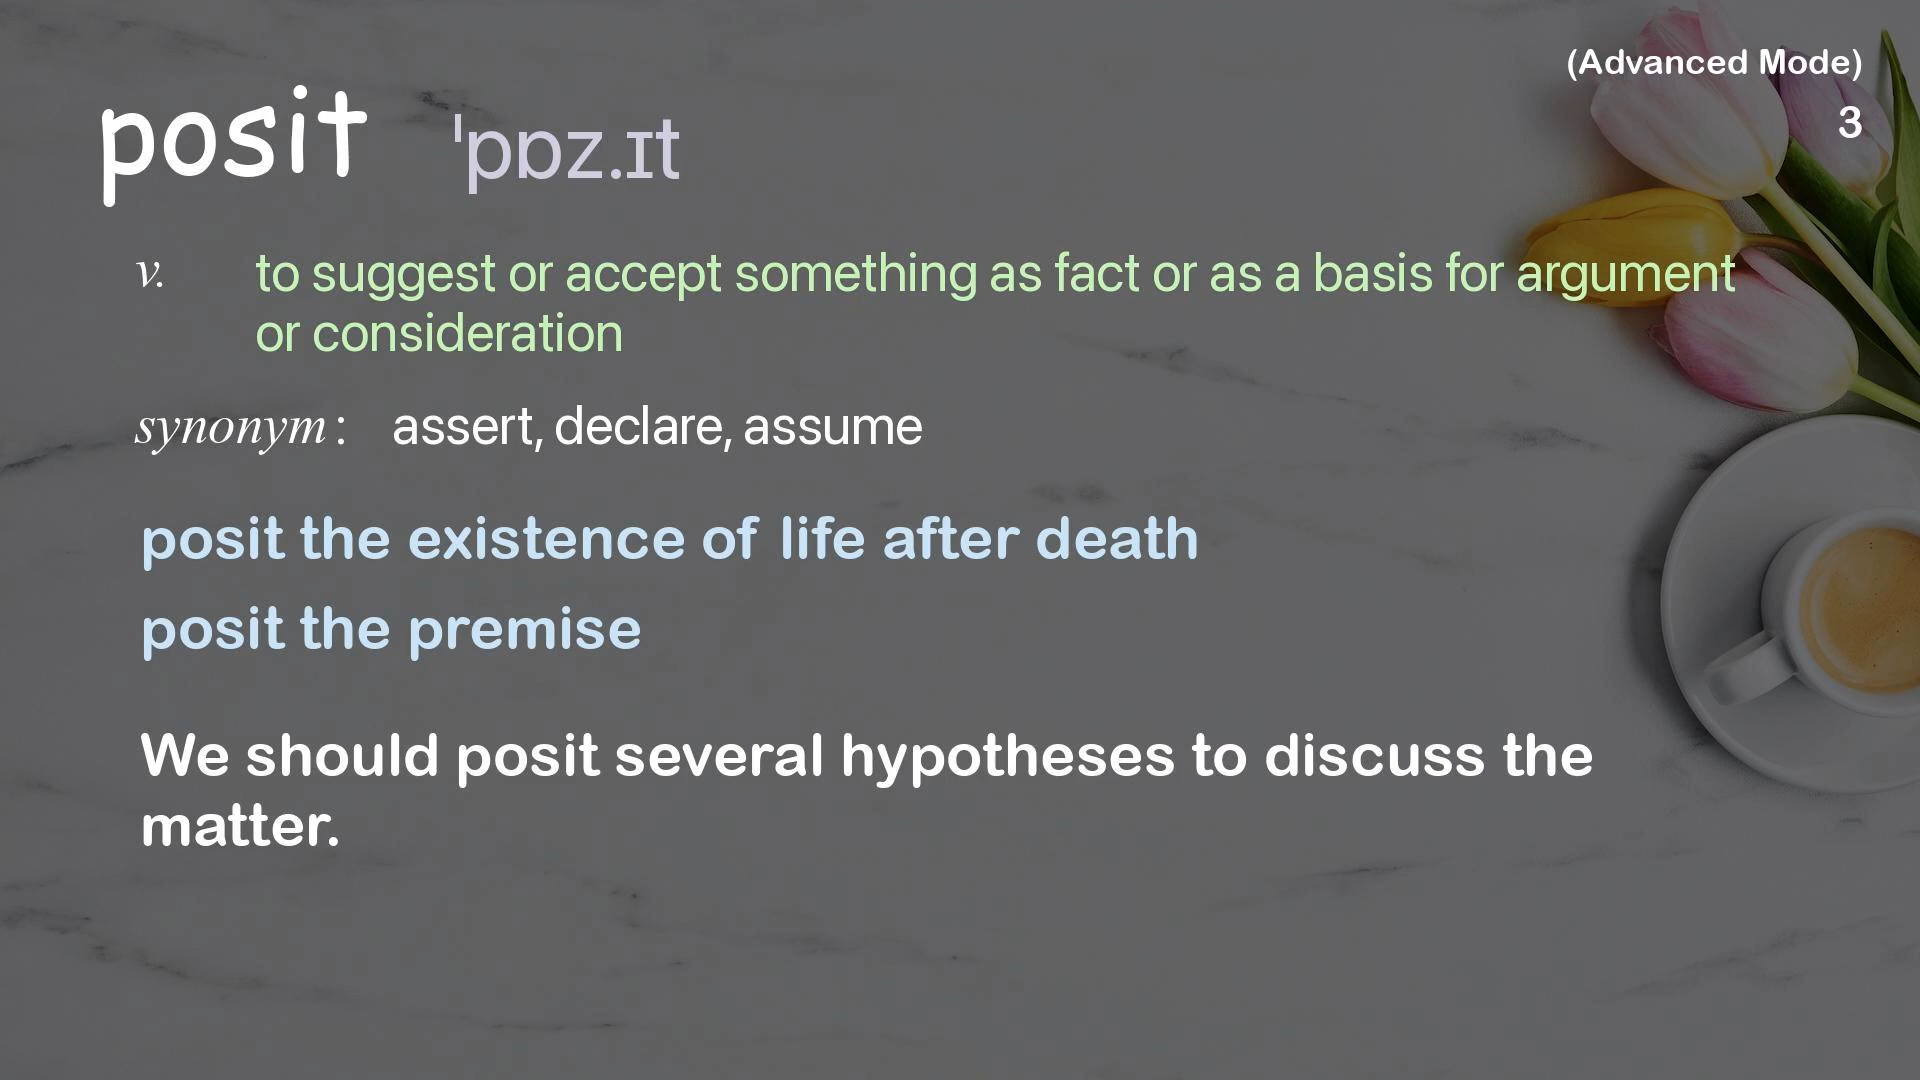 (Advanced Mode)
3
posit ˈpɒz.ɪt
v. to suggest or accept something as fact or as a basis for argument
or consideration
synonym : assert, declare, assume
posit the existence of life after death
posit the premise
We should posit several hypotheses to discuss the
matter.